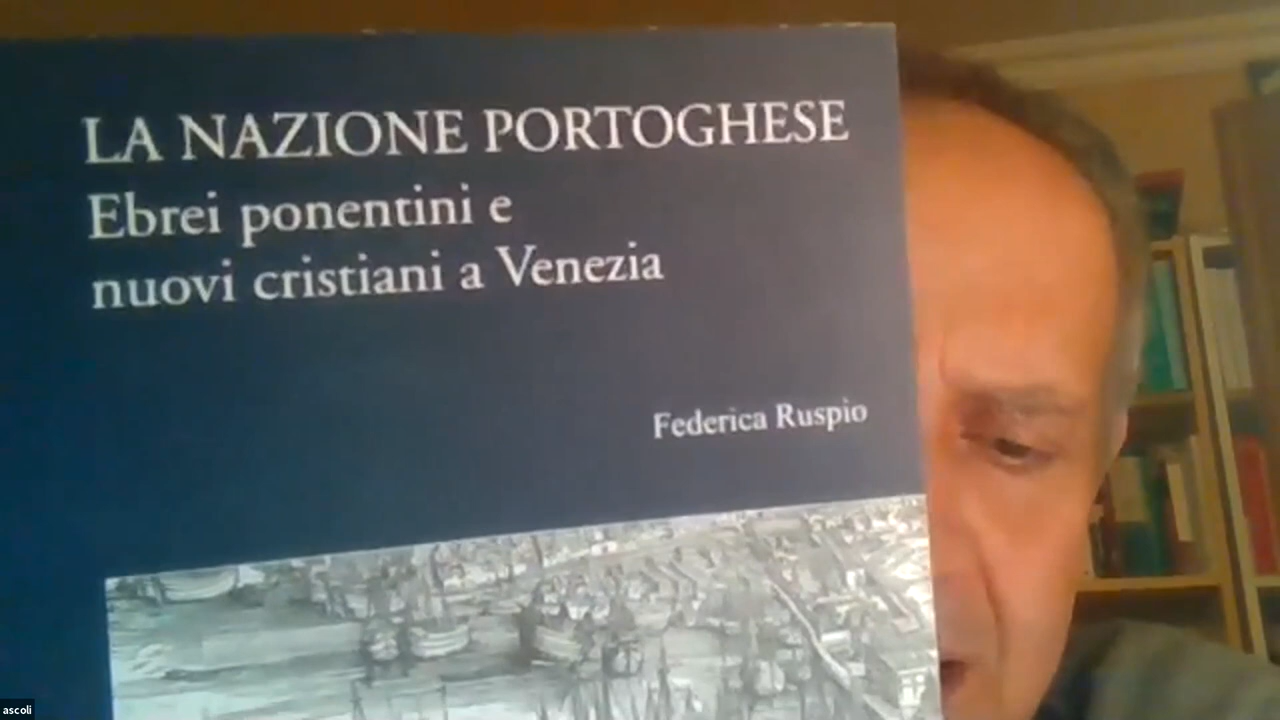 LA NAZIONE PORTOGHESE
Ebrei ponentini e
nuovi cristiani a Venezia
Federica Ruspio
ascoli